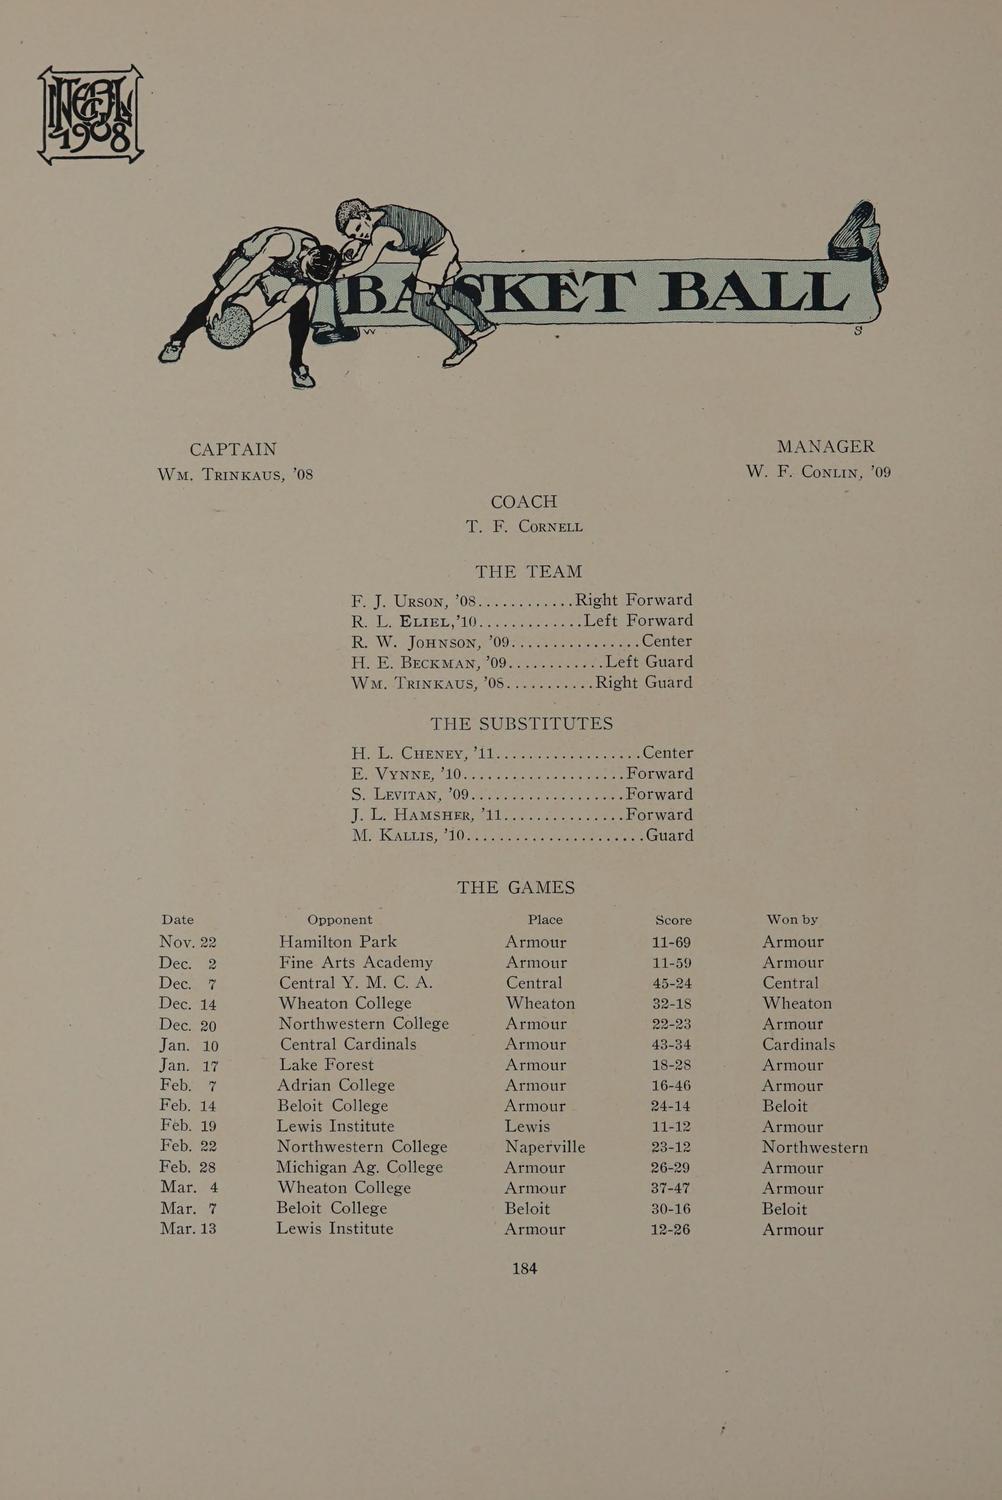 INTEGRAL
1908
BASKET BALL
W S
CAPTAIN
Wm. Trinkaus, '08
MANAGER
W. F. Contin, '09
COACH
T. F. Cornell
THE TEAM
F. J. Urson, '08............Right Forward
R. L. Eliel, '10.............Left Forward
R. W. Johnson, '09................Center
H. E. Beckman, '09............Left Guard
Wm. Trinkaus, '08...........Right Guard
THE SUBSTITUTES
H. L. Cheney, '11..................Center
E. Vynne, '10....................Forward
S. Levitan, '09...................Forward
J. L. Hamsher, '11...............Forward
M. Kallis, '10.........................Guard
THE GAMES
Date Opponent Place Score Won by
Nov. 22 Hamilton Park Armour 11-69 Armour
Dec. 2 Fine Arts Academy Armour 11-59 Armour
Dec. 7 Central Y. M. C. A. Central 45-24 Central
Dec. 14 Wheaton College Wheaton 32-18 Wheaton
Dec. 20 Northwestern College Armour 22-23 Armour
Jan. 10 Central Cardinals Armour 43-34 Cardinals
Jan. 17 Lake Forest Armour 18-28 Armour
Feb. 7 Adrian College Armour 16-46 Armour
Feb. 14 Beloit College Armour 24-14 Beloit
Feb. 19 Lewis Institute Lewis 11-12 Armour
Feb. 22 Northwestern College Naperville 23-12 Northwestern
Feb. 28 Michigan Ag. College Armour 26-29 Armour
Mar. 4 Wheaton College Armour 37-47 Armour
Mar. 7 Beloit College Beloit 30-16 Beloit
Mar. 13 Lewis Institute Armour 12-26 Armour
184